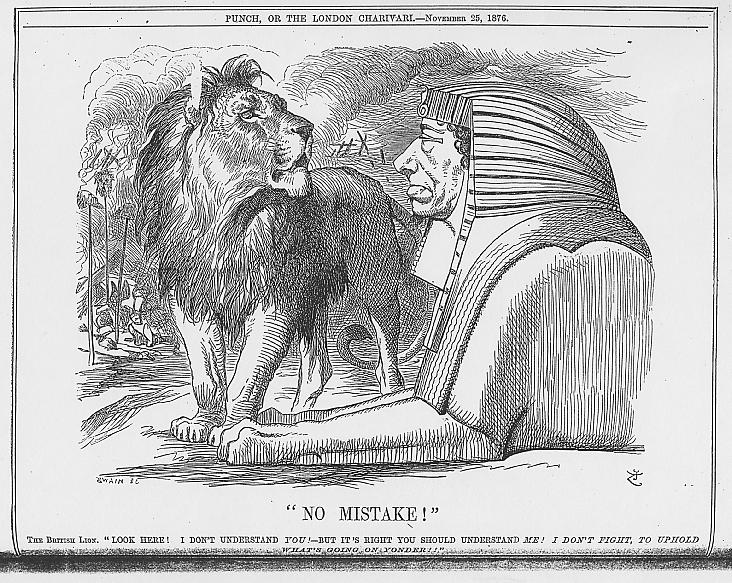 PUNCH, OR THE LONDON CHARIVARI.—November 25, 1876.
SWAIN SC
"NO MISTAKE!"
The British Lion. "LOOK HERE! I DON'T UNDERSTAND YOU!—BUT IT'S RIGHT YOU SHOULD UNDERSTAND ME! I DON'T FIGHT, TO UPHOLD
WHAT'S GOING ON YONDER!!"